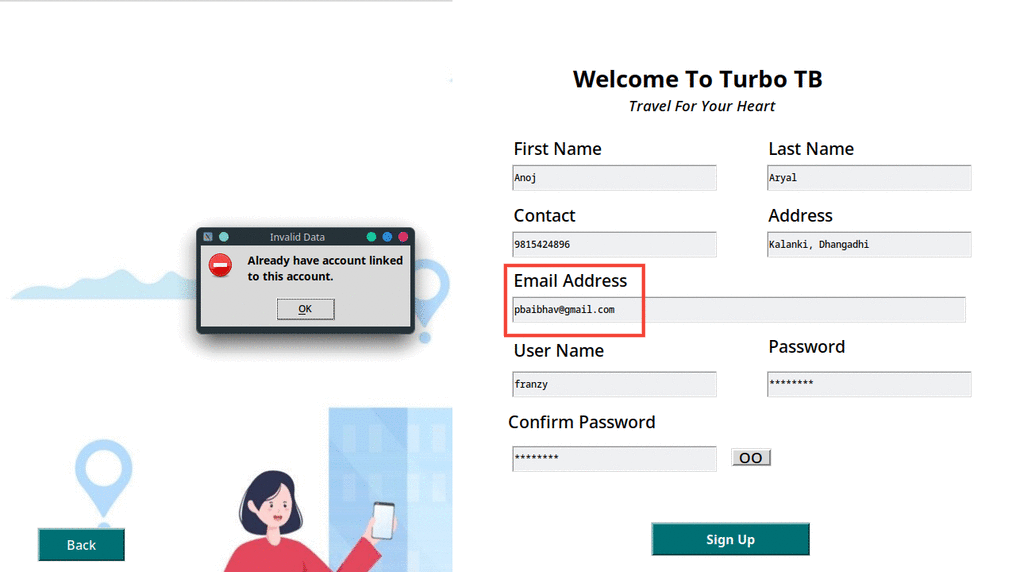 Welcome To Turbo TB
Travel For Your Heart
First Name
Last Name
Anoj
Aryal
Contact
Address
9815424896
Kalanki, Dhangadhi
Email Address
pbaibhav@gmail.com
User Name
Password
franzy
********
Confirm Password
********
OO
Sign Up
Invalid Data
Already have account linked
to this account.
OK
Back